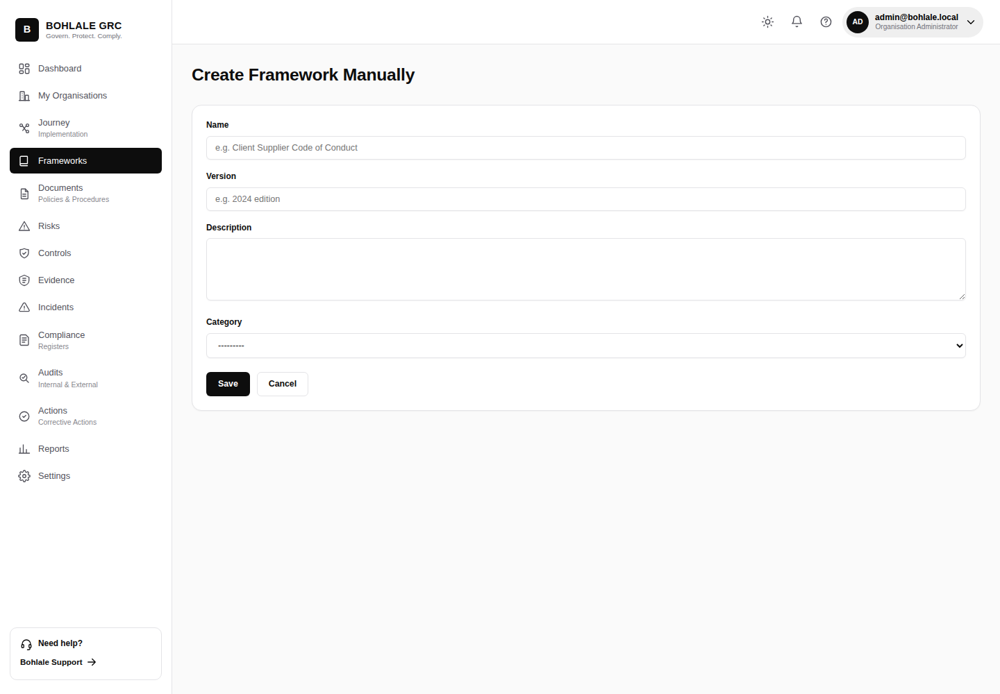 B
BOHLALE GRC
Govern. Protect. Comply.
Dashboard
My Organisations
Journey
Implementation
Frameworks
Documents
Policies & Procedures
Risks
Controls
Evidence
Incidents
Compliance
Registers
Audits
Internal & External
Actions
Corrective Actions
Reports
Settings
Need help?
Bohlale Support
AD
admin@bohlale.local
Organisation Administrator
Create Framework Manually
Name
e.g. Client Supplier Code of Conduct
Version
e.g. 2024 edition
Description
Category
---------
Save
Cancel